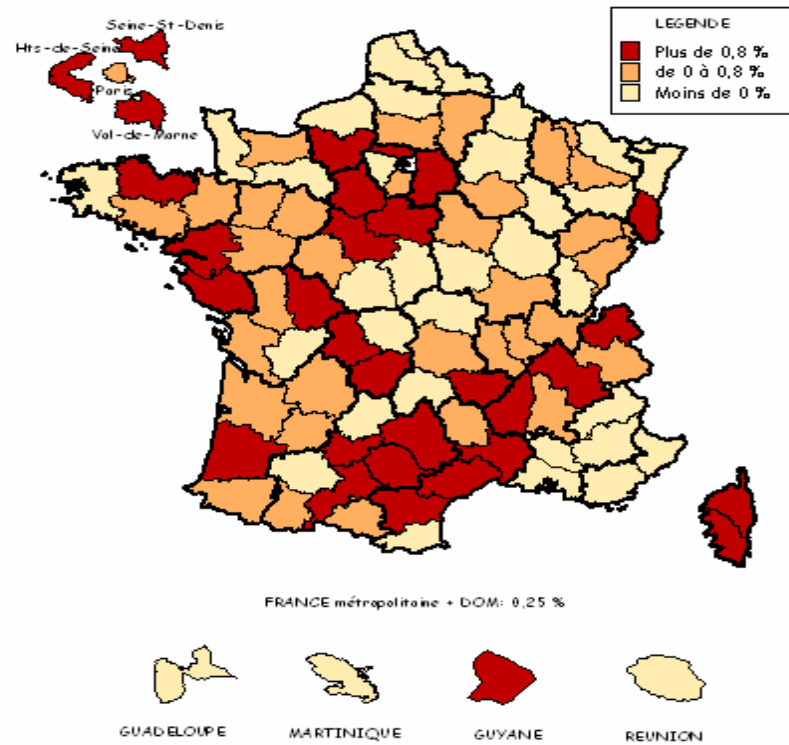 Seine-St-Denis
Hts-de-Seine
Paris
Val-de-Marne
LEGENDE
Plus de 0,8 %
de 0 à 0,8 %
Moins de 0 %
FRANCE métropolitaine + DOM: 0,25 %
GUADELOUPE
MARTINIQUE
GUYANE
REUNION